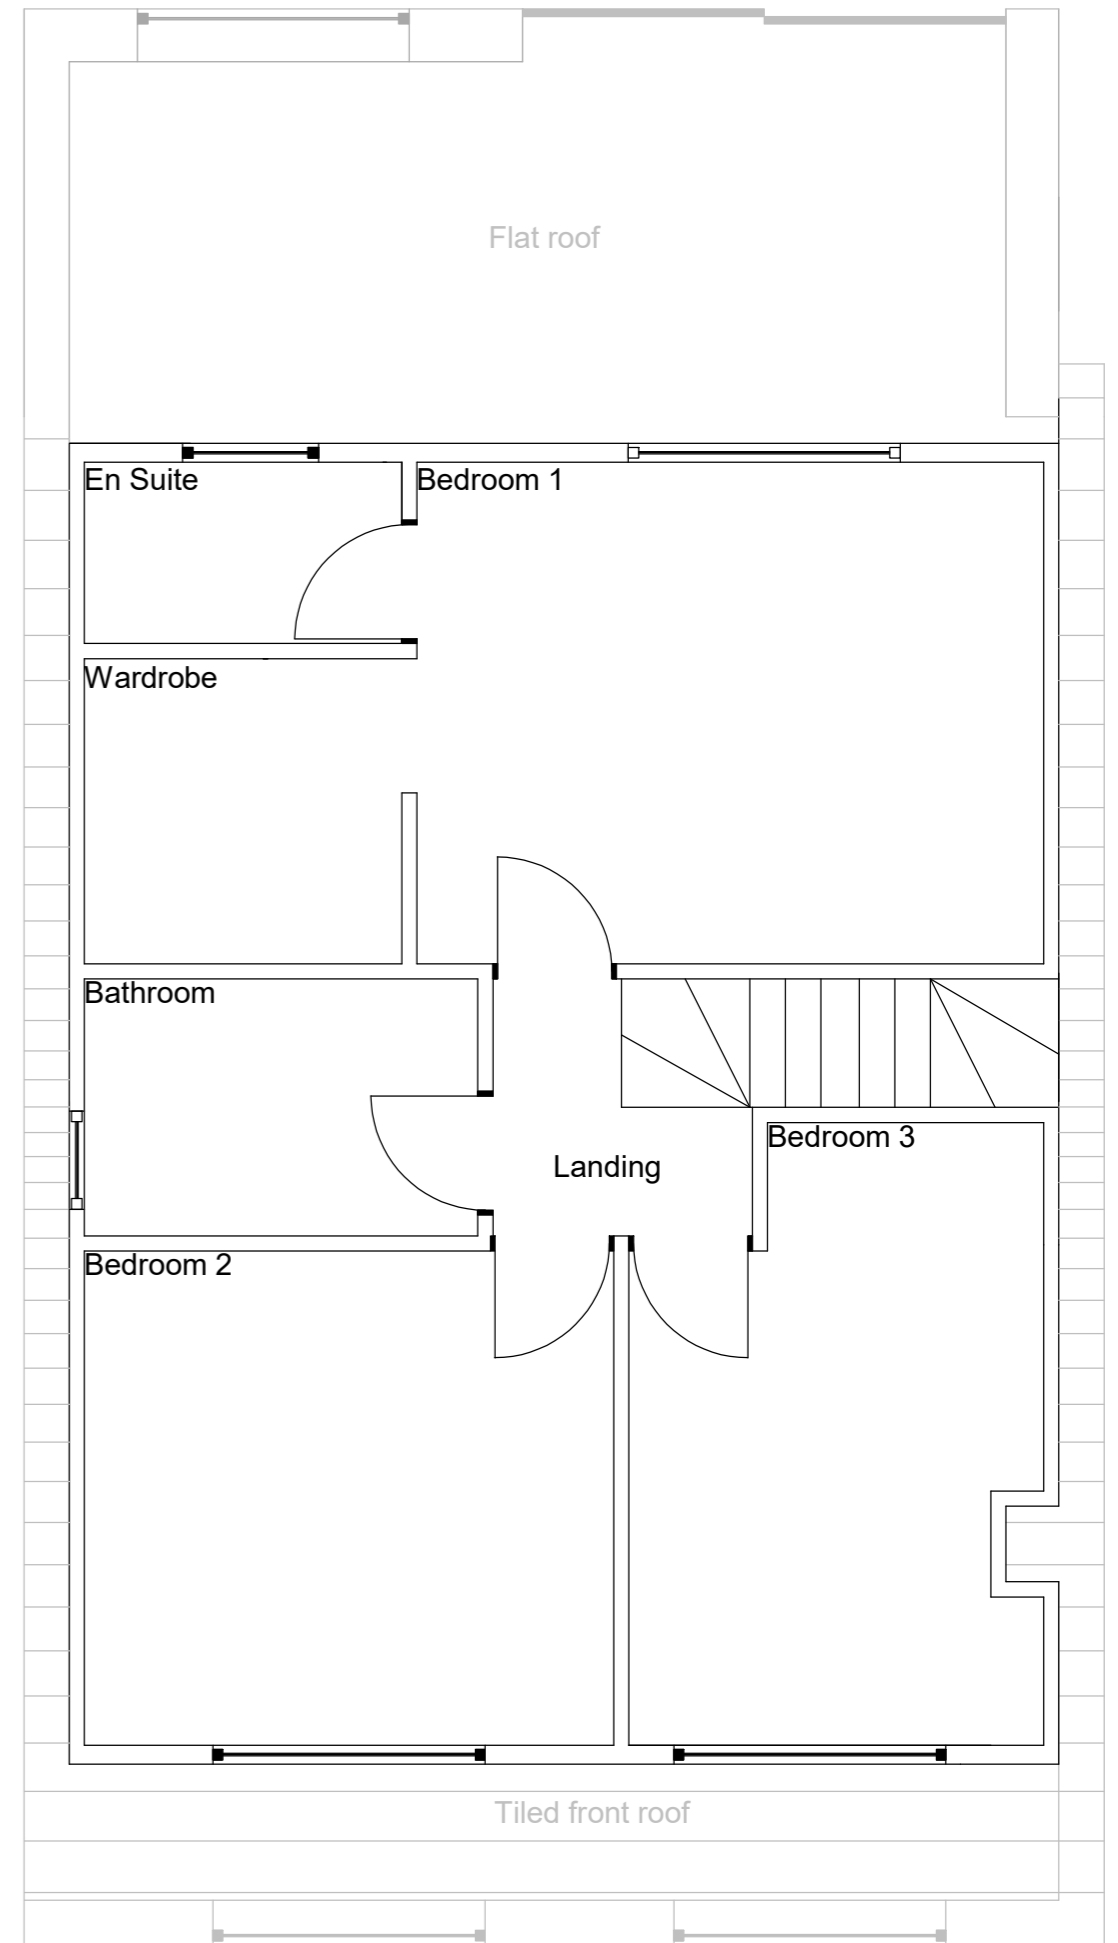 Flat roof
En Suite
Bedroom 1
Wardrobe
Bathroom
Bedroom 3
Landing
Bedroom 2
Tiled front roof